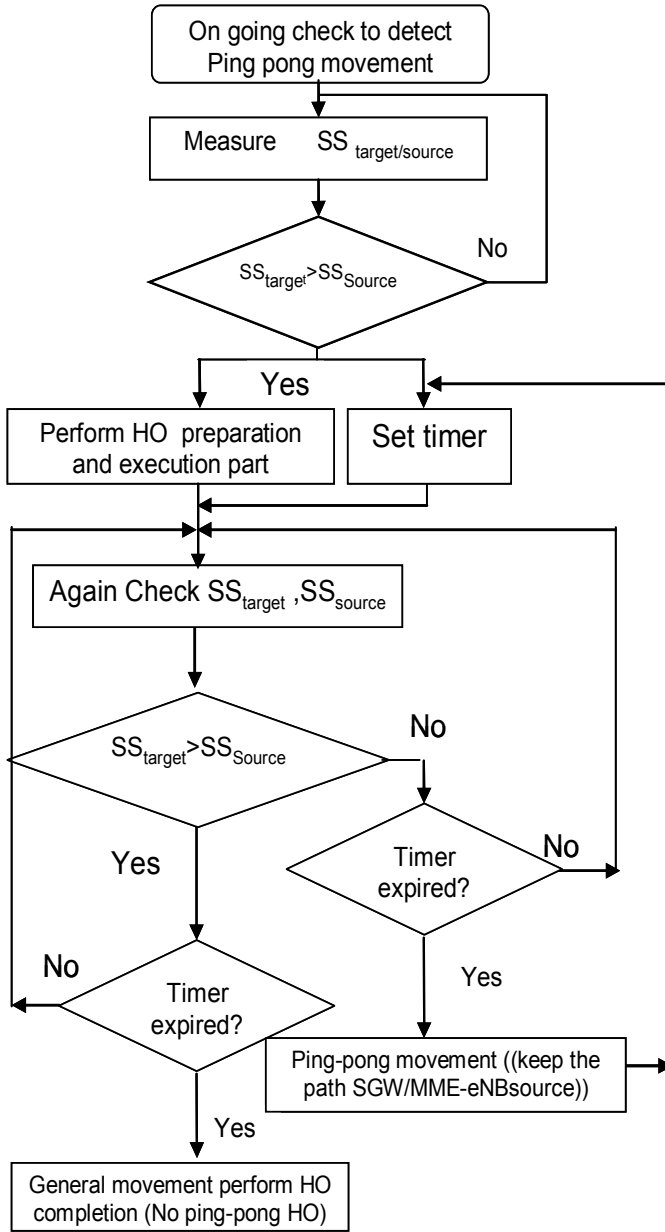 On going check to detect
Ping pong movement
Measure SS target/source
No
SStarget>SSSource
Yes
Perform HO preparation
and execution part
Set timer
Again Check SStarget ,SSsource
SStarget>SSSource
No
Yes
Timer
expired?
No
No
Timer
expired?
Yes
Ping-pong movement ((keep the
path SGW/MME-eNBsource))
Yes
General movement perform HO
completion (No ping-pong HO)